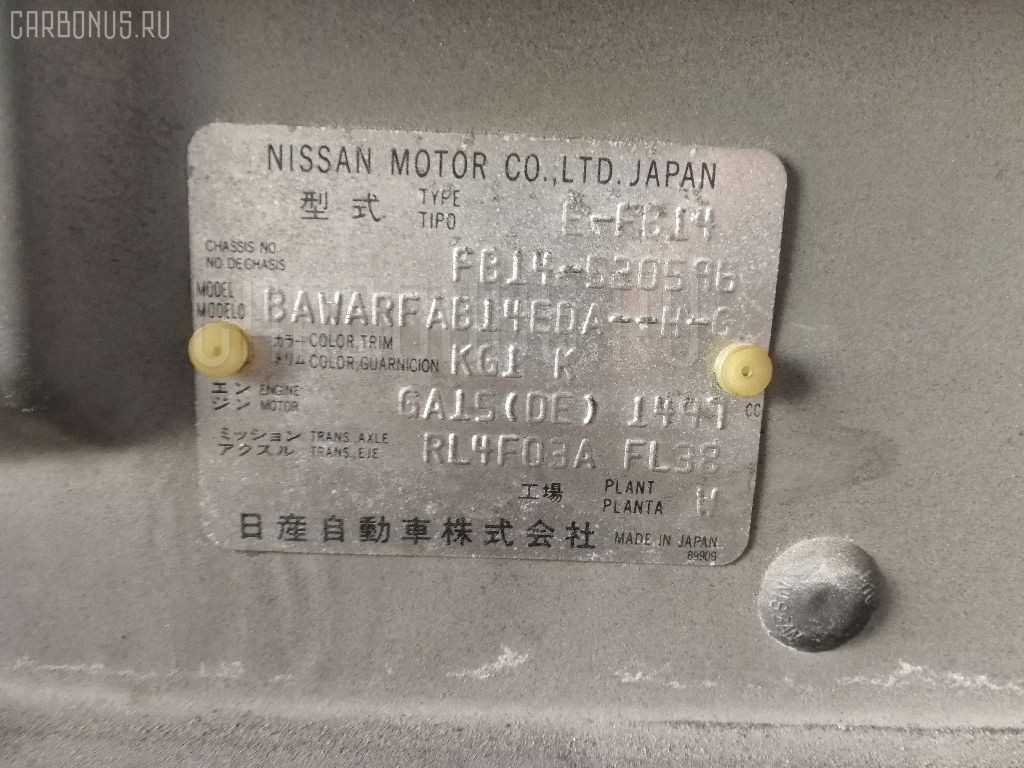 CARBONUS.RU
NISSAN MOTOR CO.,LTD. JAPAN
型式 TYPE TIPO E-FB14
CHASSIS NO.
NO. DE CHASIS FB14-520596
MODEL
MODELO BAWARFAB14EDA---H-G
カラー COLOR, TRIM
トリム COLOR, GUARNICION KG1 K
エン ENGINE
ジン MOTOR GA15(DE) 1497 CC
ミッション TRANS. AXLE
アクスル TRANS. EJE RL4F03A FL38
工場 PLANT PLANTA W
日産自動車株式会社 MADE IN JAPAN
89909